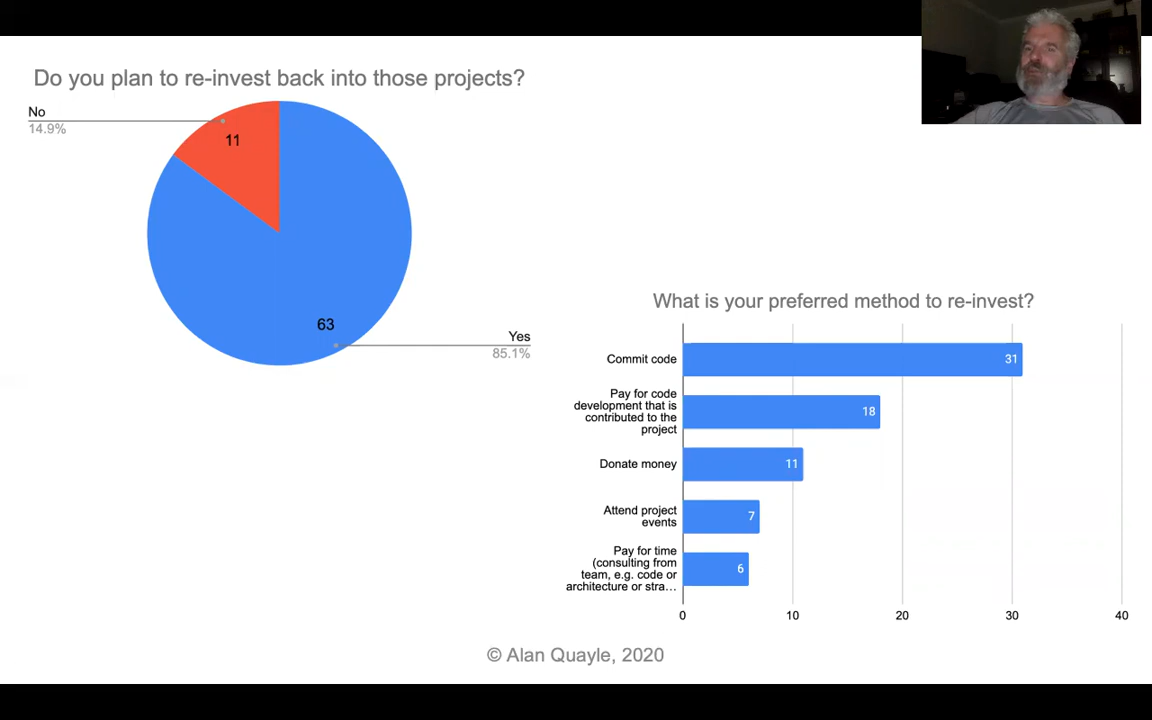 Do you plan to re-invest back into those projects?
No
14.9%
11
63
Yes
85.1%
What is your preferred method to re-invest?
Commit code
31
Pay for code
development that is
contributed to the
project
18
Donate money
11
Attend project
events
7
Pay for time
(consulting from
team, e.g. code or
architecture or stra…
6
0 10 20 30 40
© Alan Quayle, 2020